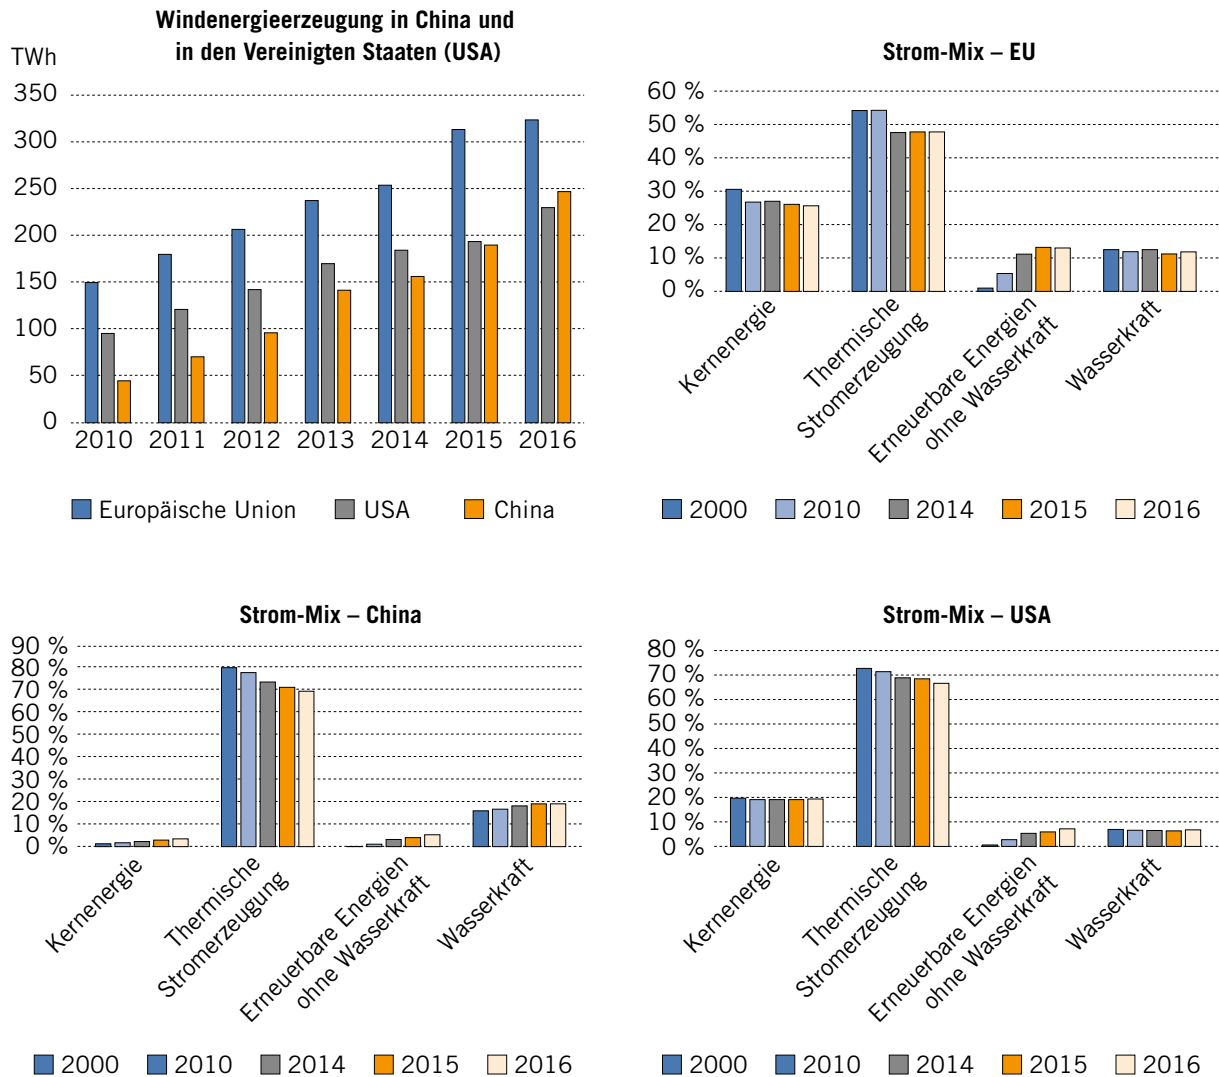 Windenergieerzeugung in China und
in den Vereinigten Staaten (USA)
TWh
350
300
250
200
150
100
50
0
2010 2011 2012 2013 2014 2015 2016
Europäische Union USA China
Strom-Mix – EU
60 %
50 %
40 %
30 %
20 %
10 %
0 %
Kernenergie
Thermische
Stromerzeugung
Erneuerbare Energien
ohne Wasserkraft
Wasserkraft
2000 2010 2014 2015 2016
Strom-Mix – China
90 %
80 %
70 %
60 %
50 %
40 %
30 %
20 %
10 %
0 %
Kernenergie
Thermische
Stromerzeugung
Erneuerbare Energien
ohne Wasserkraft
Wasserkraft
2000 2010 2014 2015 2016
Strom-Mix – USA
80 %
70 %
60 %
50 %
40 %
30 %
20 %
10 %
0 %
Kernenergie
Thermische
Stromerzeugung
Erneuerbare Energien
ohne Wasserkraft
Wasserkraft
2000 2010 2014 2015 2016